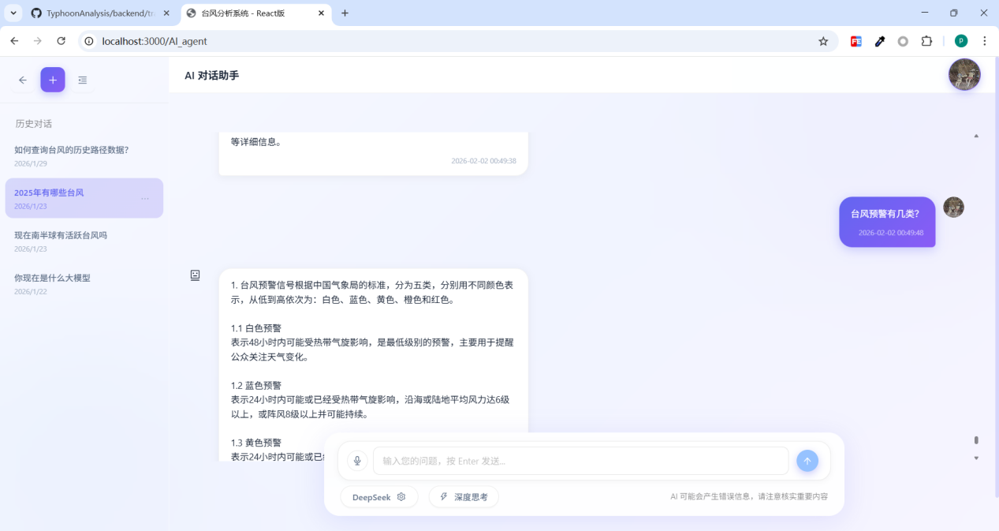 TyphoonAnalysis/backend/tr
台风分析系统 - React版
localhost:3000/AI_agent
AI 对话助手
历史对话
如何查询台风的历史路径数据?
2026/1/29
2025年有哪些台风
2026/1/23
...
现在南半球有活跃台风吗
2026/1/23
你现在是什么大模型
2026/1/22
等详细信息。
2026-02-02 00:49:38
台风预警有几类?
2026-02-02 00:49:48
1. 台风预警信号根据中国气象局的标准，分为五类，分别用不同颜色表
示，从低到高依次为：白色、蓝色、黄色、橙色和红色。
1.1 白色预警
表示48小时内可能受热带气旋影响，是最低级别的预警，主要用于提醒
公众关注天气变化。
1.2 蓝色预警
表示24小时内可能或已经受热带气旋影响，沿海或陆地平均风力达6级
以上，或阵风8级以上并可能持续。
1.3 黄色预警
表示24小时内可能或已
输入您的问题，按 Enter 发送...
DeepSeek
深度思考
AI 可能会产生错误信息，请注意核实重要内容